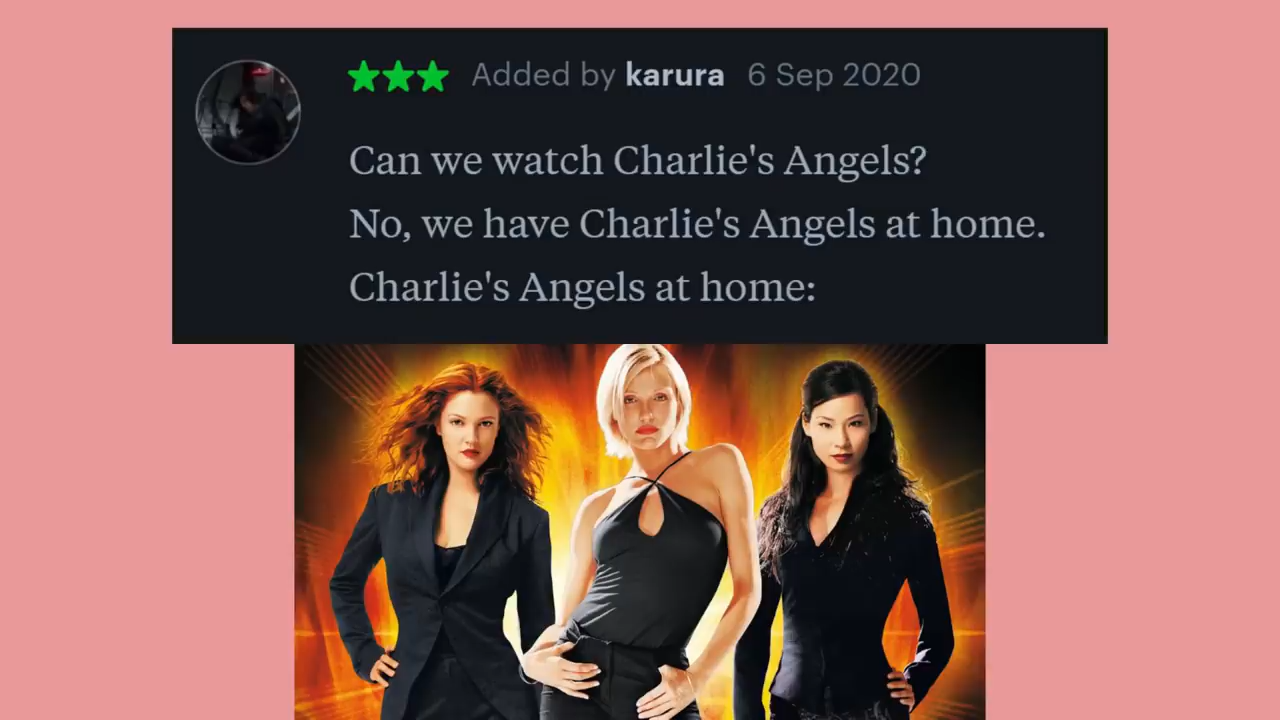 ★★★ Added by karura 6 Sep 2020
Can we watch Charlie's Angels?
No, we have Charlie's Angels at home.
Charlie's Angels at home: